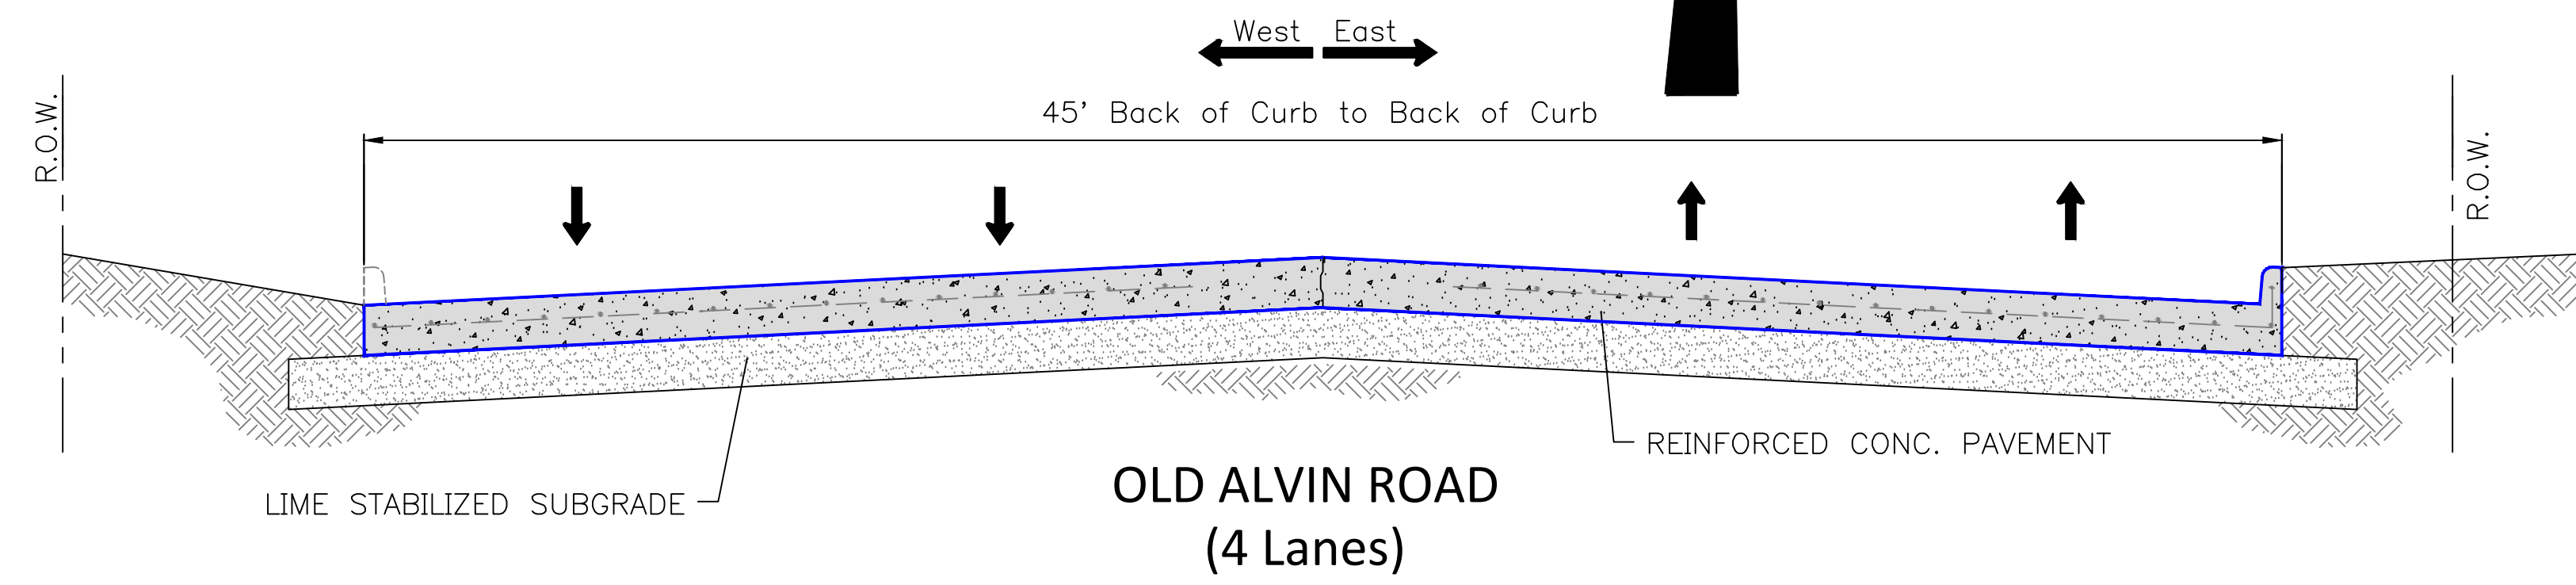 West East
45' Back of Curb to Back of Curb
R.O.W.
R.O.W.
REINFORCED CONC. PAVEMENT
LIME STABILIZED SUBGRADE
OLD ALVIN ROAD
(4 Lanes)